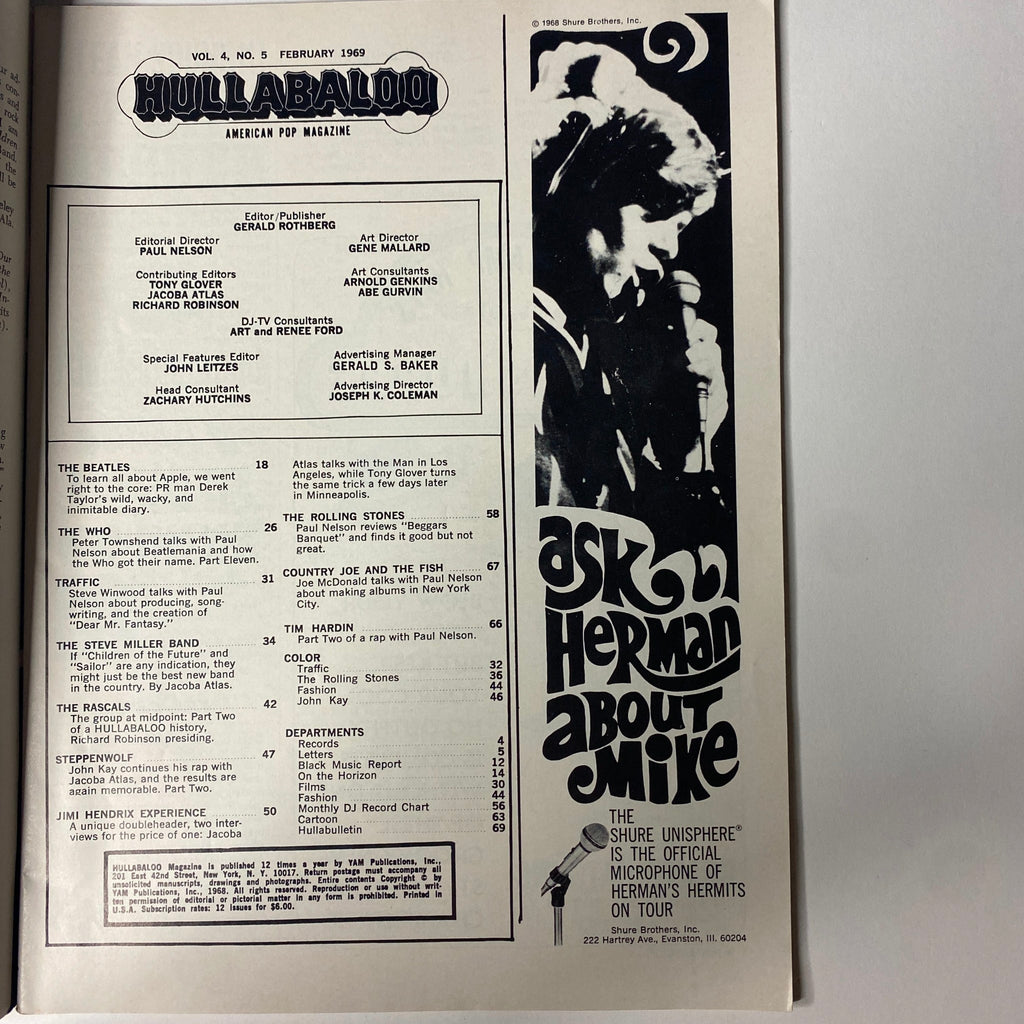 VOL. 4, NO. 5 FEBRUARY 1969
HULLABALOO
AMERICAN POP MAGAZINE
Editor/Publisher
GERALD ROTHBERG
Editorial Director
PAUL NELSON
Art Director
GENE MALLARD
Contributing Editors
TONY GLOVER
JACOBA ATLAS
RICHARD ROBINSON
Art Consultants
ARNOLD GENKINS
ABE GURVIN
DJ-TV Consultants
ART and RENEE FORD
Special Features Editor
JOHN LEITZES
Advertising Manager
GERALD S. BAKER
Head Consultant
ZACHARY HUTCHINS
Advertising Director
JOSEPH K. COLEMAN
THE BEATLES 18
To learn all about Apple, we went
right to the core: PR man Derek
Taylor's wild, wacky, and
inimitable diary.
THE WHO 26
Peter Townshend talks with Paul
Nelson about Beatlemania and how
the Who got their name. Part Eleven.
TRAFFIC 31
Steve Winwood talks with Paul
Nelson about producing, song-
writing, and the creation of
"Dear Mr. Fantasy."
THE STEVE MILLER BAND 34
If "Children of the Future" and
"Sailor" are any indication, they
might just be the best new band
in the country. By Jacoba Atlas.
THE RASCALS 42
The group at midpoint: Part Two
of a HULLABALOO history,
Richard Robinson presiding.
STEPPENWOLF 47
John Kay continues his rap with
Jacoba Atlas, and the results are
again memorable. Part Two.
JIMI HENDRIX EXPERIENCE 50
A unique doubleheader, two inter-
views for the price of one: Jacoba
Atlas talks with the Man in Los
Angeles, while Tony Glover turns
the same trick a few days later
in Minneapolis.
THE ROLLING STONES 58
Paul Nelson reviews "Beggars
Banquet" and finds it good but not
great.
COUNTRY JOE AND THE FISH 67
Joe McDonald talks with Paul Nelson
about making albums in New York
City.
TIM HARDIN 66
Part Two of a rap with Paul Nelson.
COLOR
Traffic 32
The Rolling Stones 36
Fashion 44
John Kay 46
DEPARTMENTS
Records 4
Letters 5
Black Music Report 12
On the Horizon 14
Films 30
Fashion 44
Monthly DJ Record Chart 56
Cartoon 63
Hullabulletin 69
HULLABALOO Magazine is published 12 times a year by YAM Publications, Inc.,
201 East 42nd Street, New York, N. Y. 10017. Return postage must accompany all
unsolicited manuscripts, drawings and photographs. Entire contents Copyright © by
YAM Publications, Inc., 1968. All rights reserved. Reproduction or use without writ-
ten permission of editorial or pictorial matter in any form is prohibited. Printed in
U.S.A. Subscription rates: 12 issues for $6.00.
© 1968 Shure Brothers, Inc.
ask
Herman
about
Mike
THE
SHURE UNISPHERE®
IS THE OFFICIAL
MICROPHONE OF
HERMAN'S HERMITS
ON TOUR
Shure Brothers, Inc.
222 Hartrey Ave., Evanston, Ill. 60204